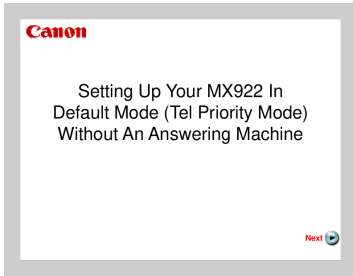 Canon
Setting Up Your MX922 In
Default Mode (Tel Priority Mode)
Without An Answering Machine
Next